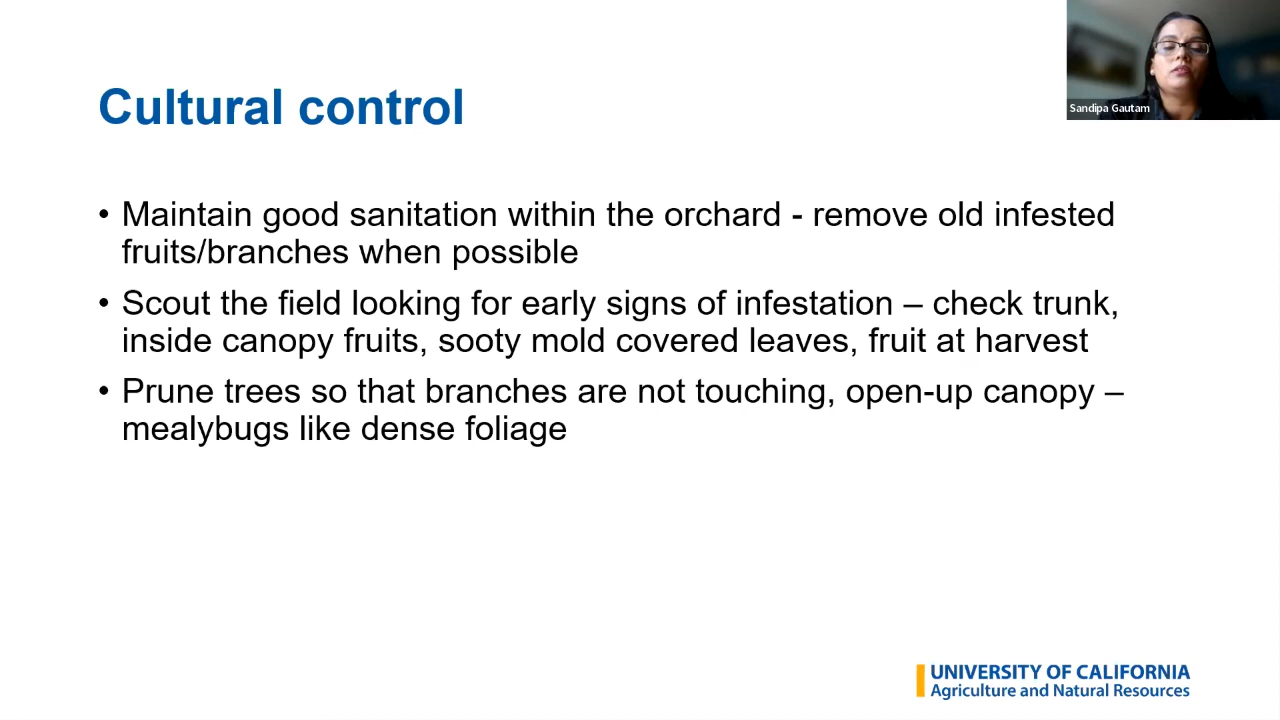 Cultural control
Sandipa Gautam
• Maintain good sanitation within the orchard - remove old infested
fruits/branches when possible
• Scout the field looking for early signs of infestation – check trunk,
inside canopy fruits, sooty mold covered leaves, fruit at harvest
• Prune trees so that branches are not touching, open-up canopy –
mealybugs like dense foliage
UNIVERSITY OF CALIFORNIA
Agriculture and Natural Resources